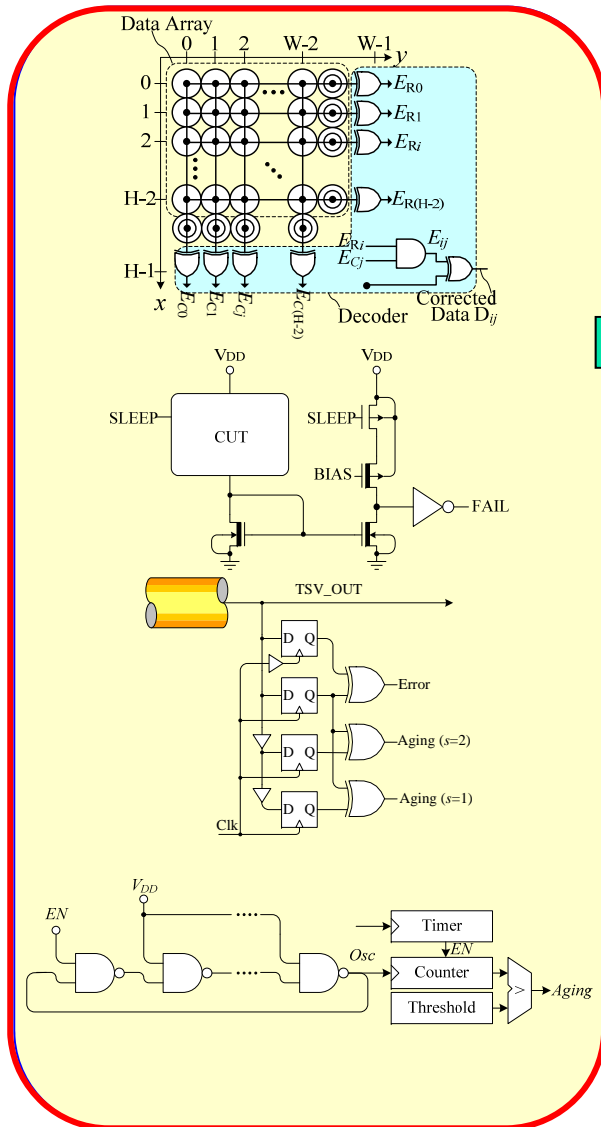 Data Array
0 1 2 W-2 W-1
y
0 E_R0
1 E_R1
2 E_Ri
H-2 E_R(H-2)
E_Ri E_ij
E_Cj
H-1
x E_C0 E_C1 E_Cj E_C(H-2)
Corrected
Data D_ij
Decoder
VDD VDD
SLEEP CUT SLEEP
BIAS FAIL
TSV_OUT
D Q
Error
D Q
Aging (s=2)
D Q
Aging (s=1)
D Q
Clk
V_DD
EN
Timer
Osc EN
Counter
> Aging
Threshold